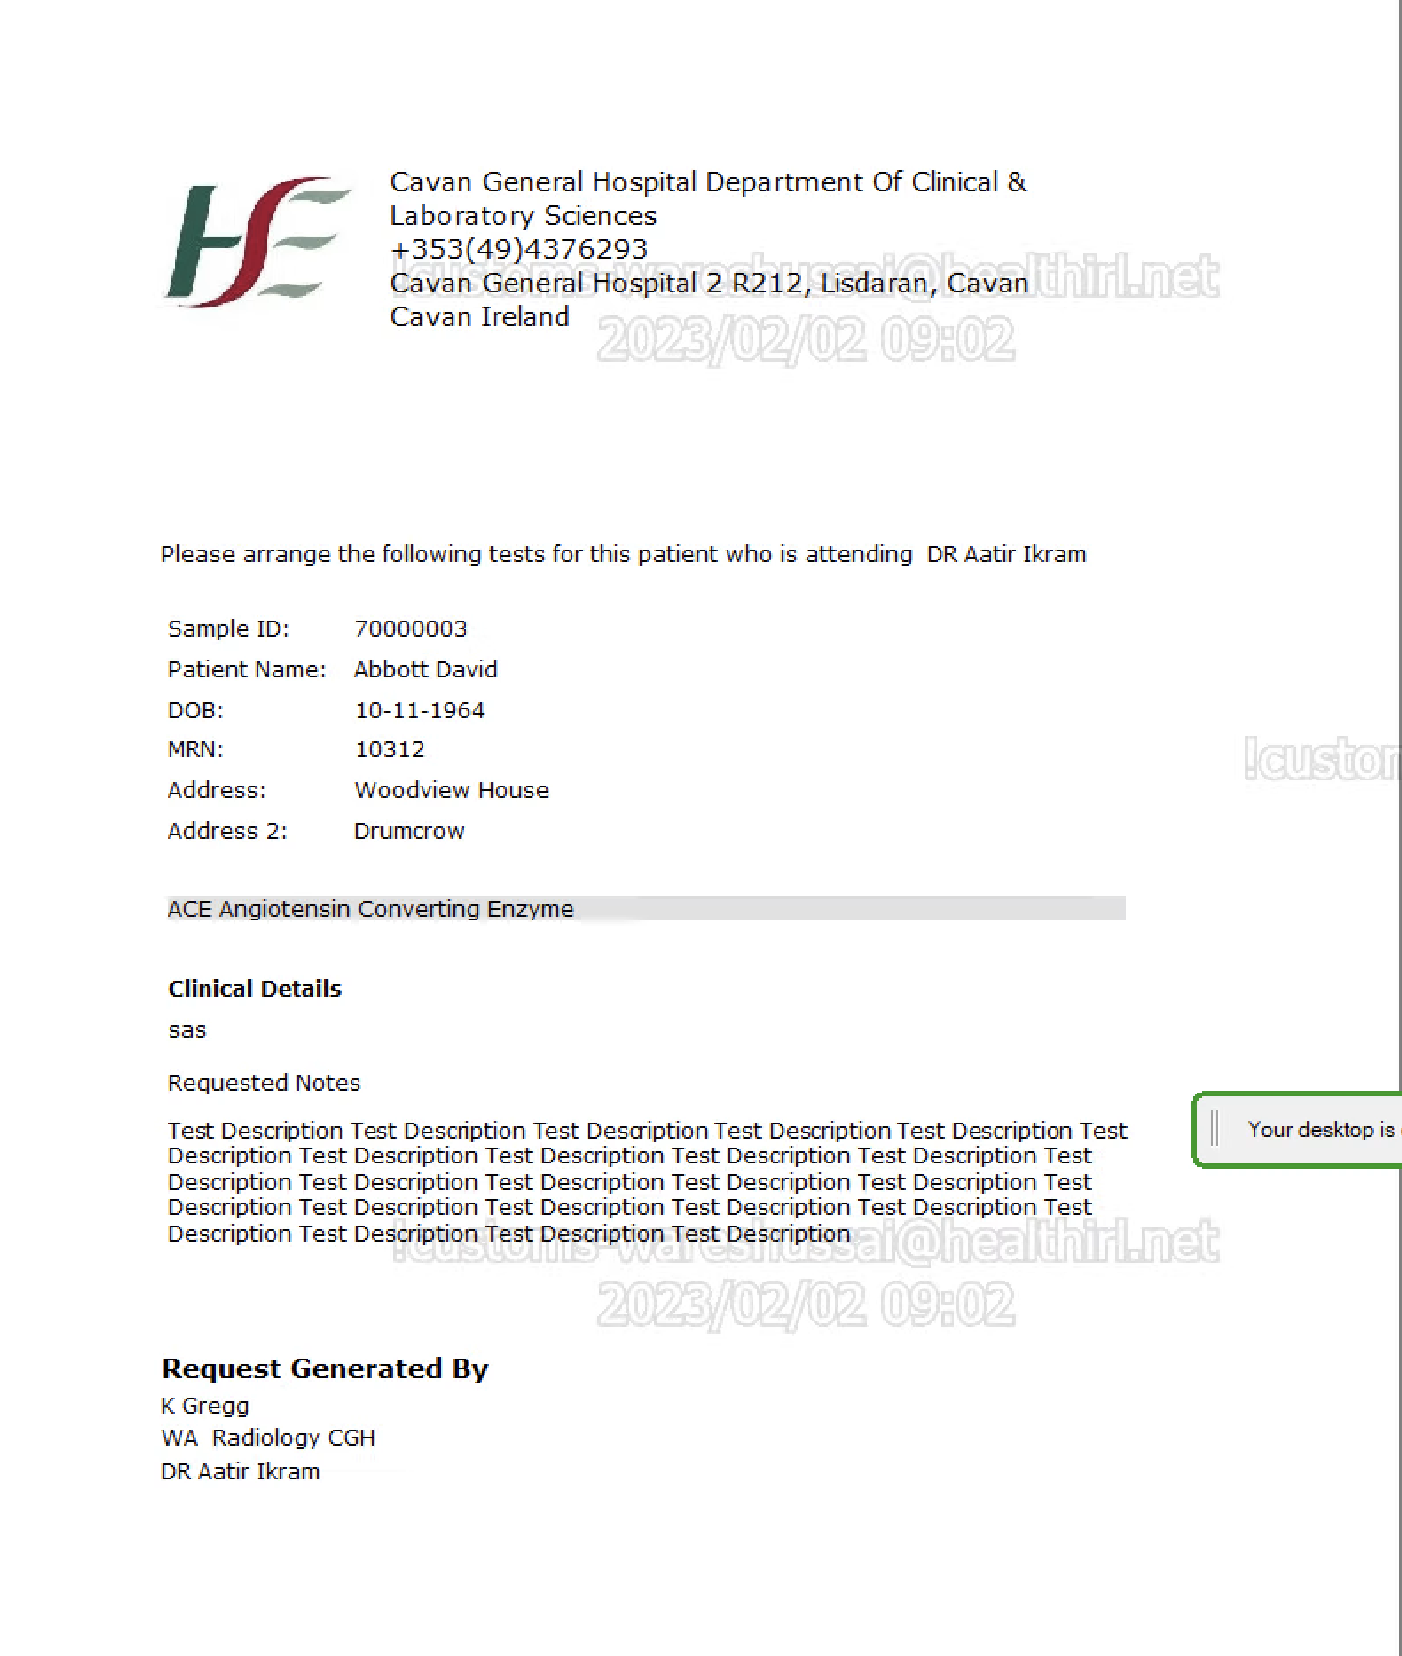 HSE
Cavan General Hospital Department Of Clinical &
Laboratory Sciences
+353(49)4376293
Cavan General Hospital 2 R212, Lisdaran, Cavan
Cavan Ireland
!customs-wareshussai@healthirl.net
2023/02/02 09:02
Please arrange the following tests for this patient who is attending  DR Aatir Ikram
Sample ID: 70000003
Patient Name: Abbott David
DOB: 10-11-1964
MRN: 10312
!custom
Address: Woodview House
Address 2: Drumcrow
ACE Angiotensin Converting Enzyme
Clinical Details
sas
Requested Notes
Test Description Test Description Test Description Test Description Test Description Test
Description Test Description Test Description Test Description Test Description Test
Description Test Description Test Description Test Description Test Description Test
Description Test Description Test Description Test Description Test Description Test
Description Test Description Test Description Test Description
Your desktop is
!customs-wareshussai@healthirl.net
2023/02/02 09:02
Request Generated By
K Gregg
WA  Radiology CGH
DR Aatir Ikram